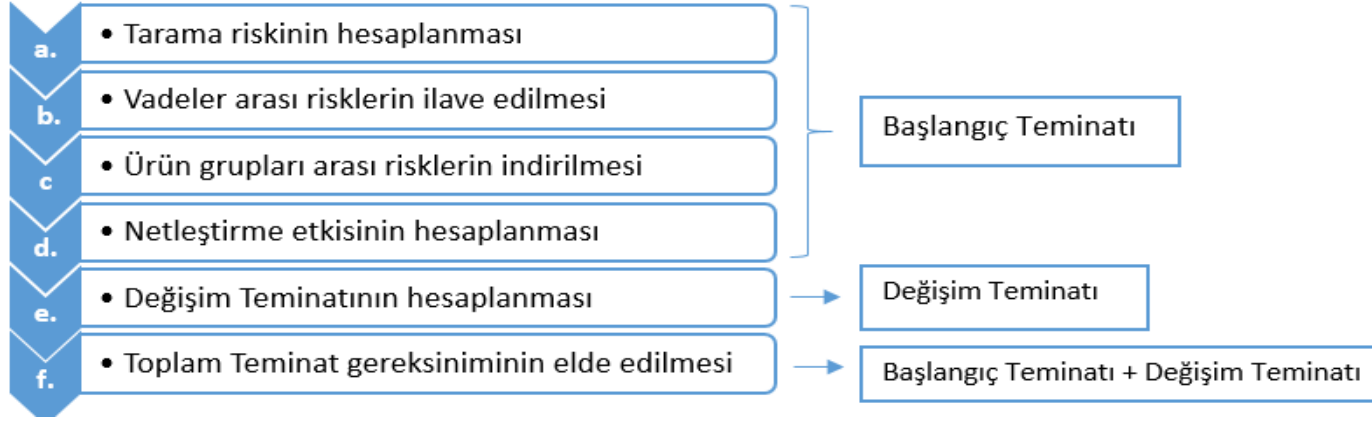 a. • Tarama riskinin hesaplanması
b. • Vadeler arası risklerin ilave edilmesi
c • Ürün grupları arası risklerin indirilmesi
d. • Netleştirme etkisinin hesaplanması
Başlangıç Teminatı
e. • Değişim Teminatının hesaplanması
Değişim Teminatı
f. • Toplam Teminat gereksiniminin elde edilmesi
Başlangıç Teminatı + Değişim Teminatı